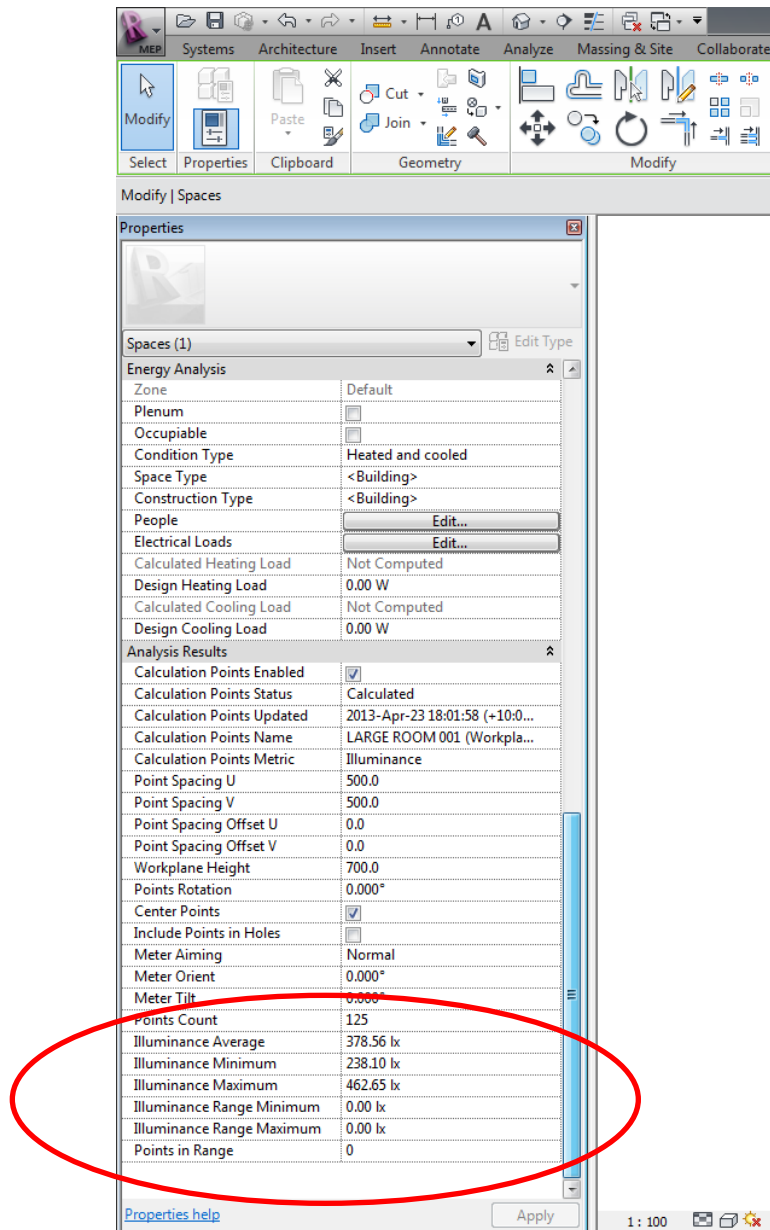 MEP Systems Architecture Insert Annotate Analyze Massing & Site Collaborate
Modify Paste Cut Join
Select Properties Clipboard Geometry Modify
Modify | Spaces
Properties
Spaces (1) Edit Type
Energy Analysis
Zone Default
Plenum
Occupiable
Condition Type Heated and cooled
Space Type <Building>
Construction Type <Building>
People Edit...
Electrical Loads Edit...
Calculated Heating Load Not Computed
Design Heating Load 0.00 W
Calculated Cooling Load Not Computed
Design Cooling Load 0.00 W
Analysis Results
Calculation Points Enabled
Calculation Points Status Calculated
Calculation Points Updated 2013-Apr-23 18:01:58 (+10:0...
Calculation Points Name LARGE ROOM 001 (Workpla...
Calculation Points Metric Illuminance
Point Spacing U 500.0
Point Spacing V 500.0
Point Spacing Offset U 0.0
Point Spacing Offset V 0.0
Workplane Height 700.0
Points Rotation 0.000°
Center Points
Include Points in Holes
Meter Aiming Normal
Meter Orient 0.000°
Meter Tilt 0.000°
Points Count 125
Illuminance Average 378.56 lx
Illuminance Minimum 238.10 lx
Illuminance Maximum 462.65 lx
Illuminance Range Minimum 0.00 lx
Illuminance Range Maximum 0.00 lx
Points in Range 0
Properties help Apply
1 : 100